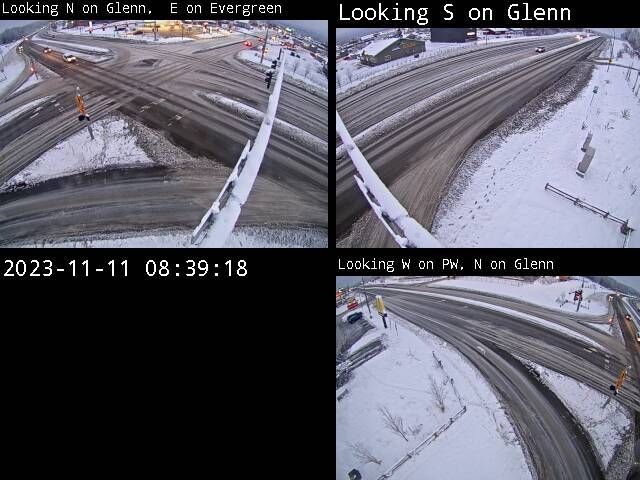 Looking N on Glenn,  E on Evergreen
Looking S on Glenn
2023-11-11 08:39:18
Looking W on PW, N on Glenn